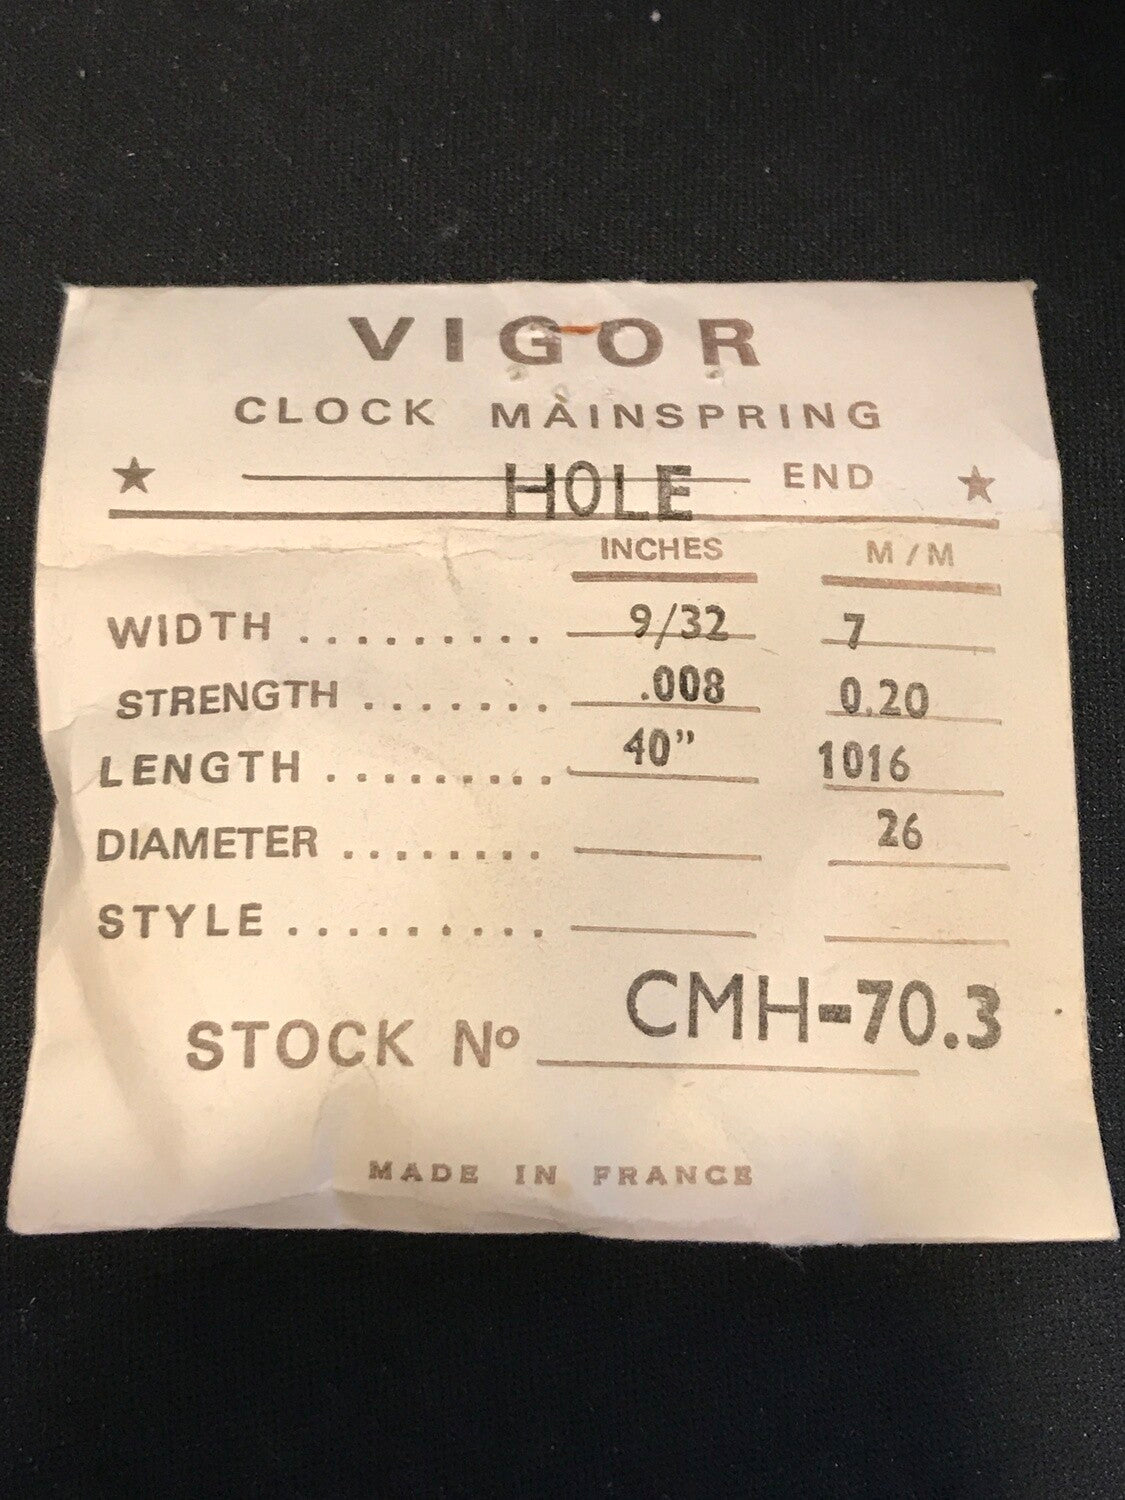 VIGOR
CLOCK MAINSPRING
★ HOLE END ★
INCHES M/M
WIDTH ......... 9/32 7
STRENGTH ....... .008 0.20
LENGTH ......... 40” 1016
DIAMETER ........ 26
STYLE ..........
STOCK Nº CMH-70.3
MADE IN FRANCE